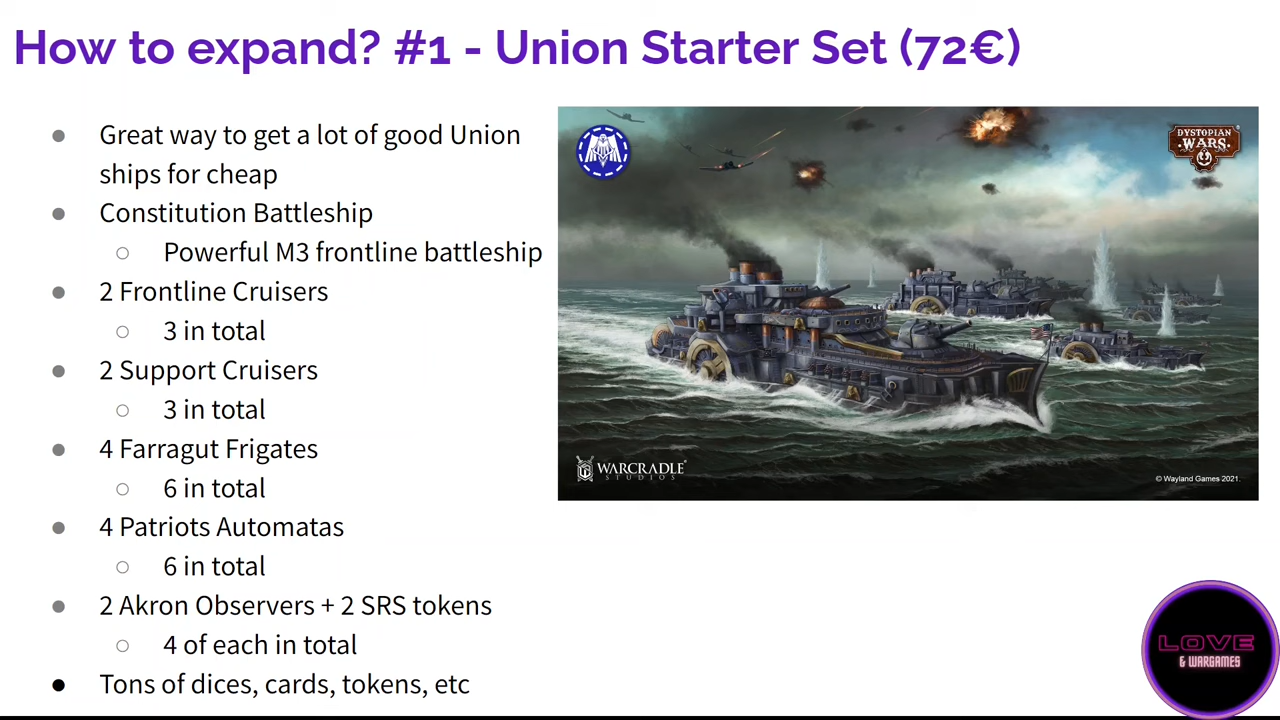 How to expand? #1 - Union Starter Set (72€)
Great way to get a lot of good Union
ships for cheap
Constitution Battleship
Powerful M3 frontline battleship
2 Frontline Cruisers
3 in total
2 Support Cruisers
3 in total
4 Farragut Frigates
6 in total
4 Patriots Automatas
6 in total
2 Akron Observers + 2 SRS tokens
4 of each in total
Tons of dices, cards, tokens, etc
DYSTOPIAN
WARS
WARCRADLE
STUDIOS
© Wayland Games 2021.
LOVE
& WARGAMES